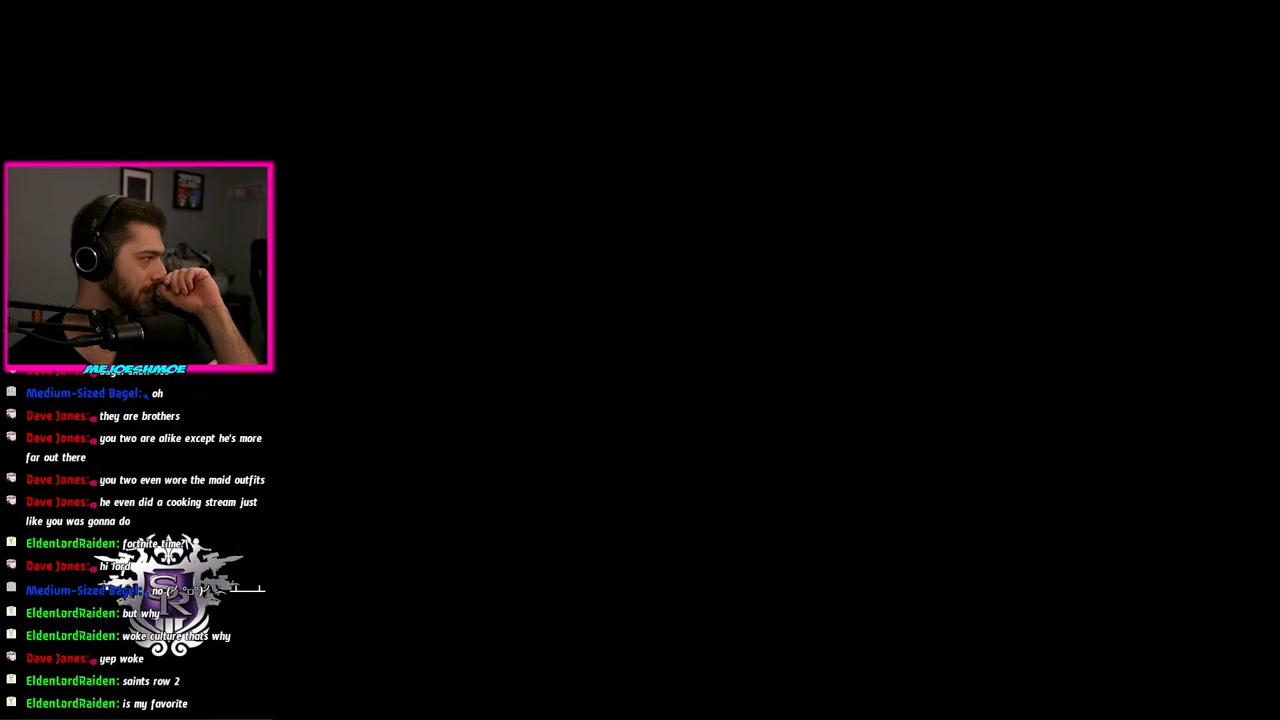 MEJOESHMOE
Medium-Sized Bagel: oh
Dave Jones: they are brothers
Dave Jones: you two are alike except he's more
far out there
Dave Jones: you two even wore the maid outfits
Dave Jones: he even did a cooking stream just
like you was gonna do
EldenLordRaiden: fortnite time?
Dave Jones: hi lord
Medium-Sized Bagel: no (╯°□°)╯︵ ┻━┻
EldenLordRaiden: but why
EldenLordRaiden: woke culture thats why
Dave Jones: yep woke
EldenLordRaiden: saints row 2
EldenLordRaiden: is my favorite
SR